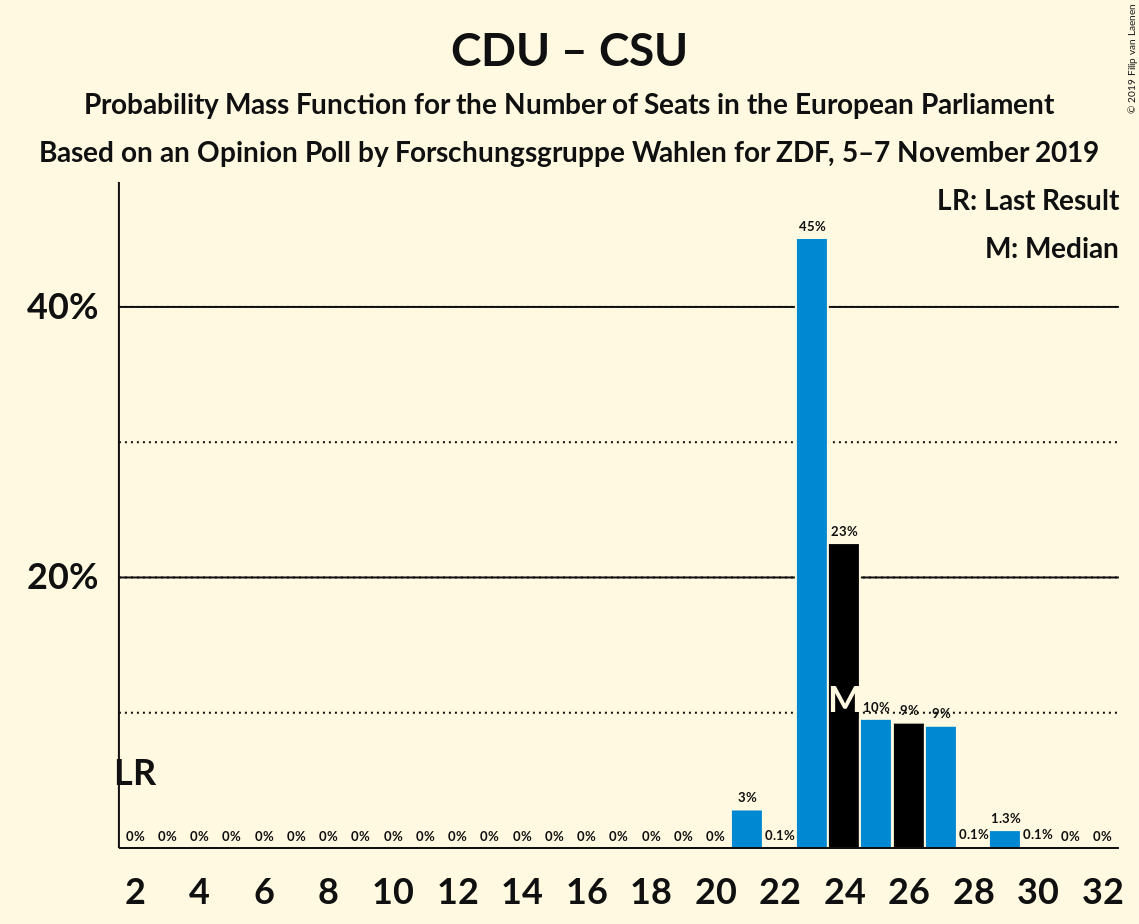 CDU – CSU
Probability Mass Function for the Number of Seats in the European Parliament
Based on an Opinion Poll by Forschungsgruppe Wahlen for ZDF, 5–7 November 2019
© 2019 Filip van Laenen
LR: Last Result
M: Median
45%
40%
23%
20%
M
10% 9% 9%
LR
3%
1.3%
0% 0% 0% 0% 0% 0% 0% 0% 0% 0% 0% 0% 0% 0% 0% 0% 0% 0% 0% 0.1% 0.1% 0.1% 0% 0%
2 4 6 8 10 12 14 16 18 20 22 24 26 28 30 32